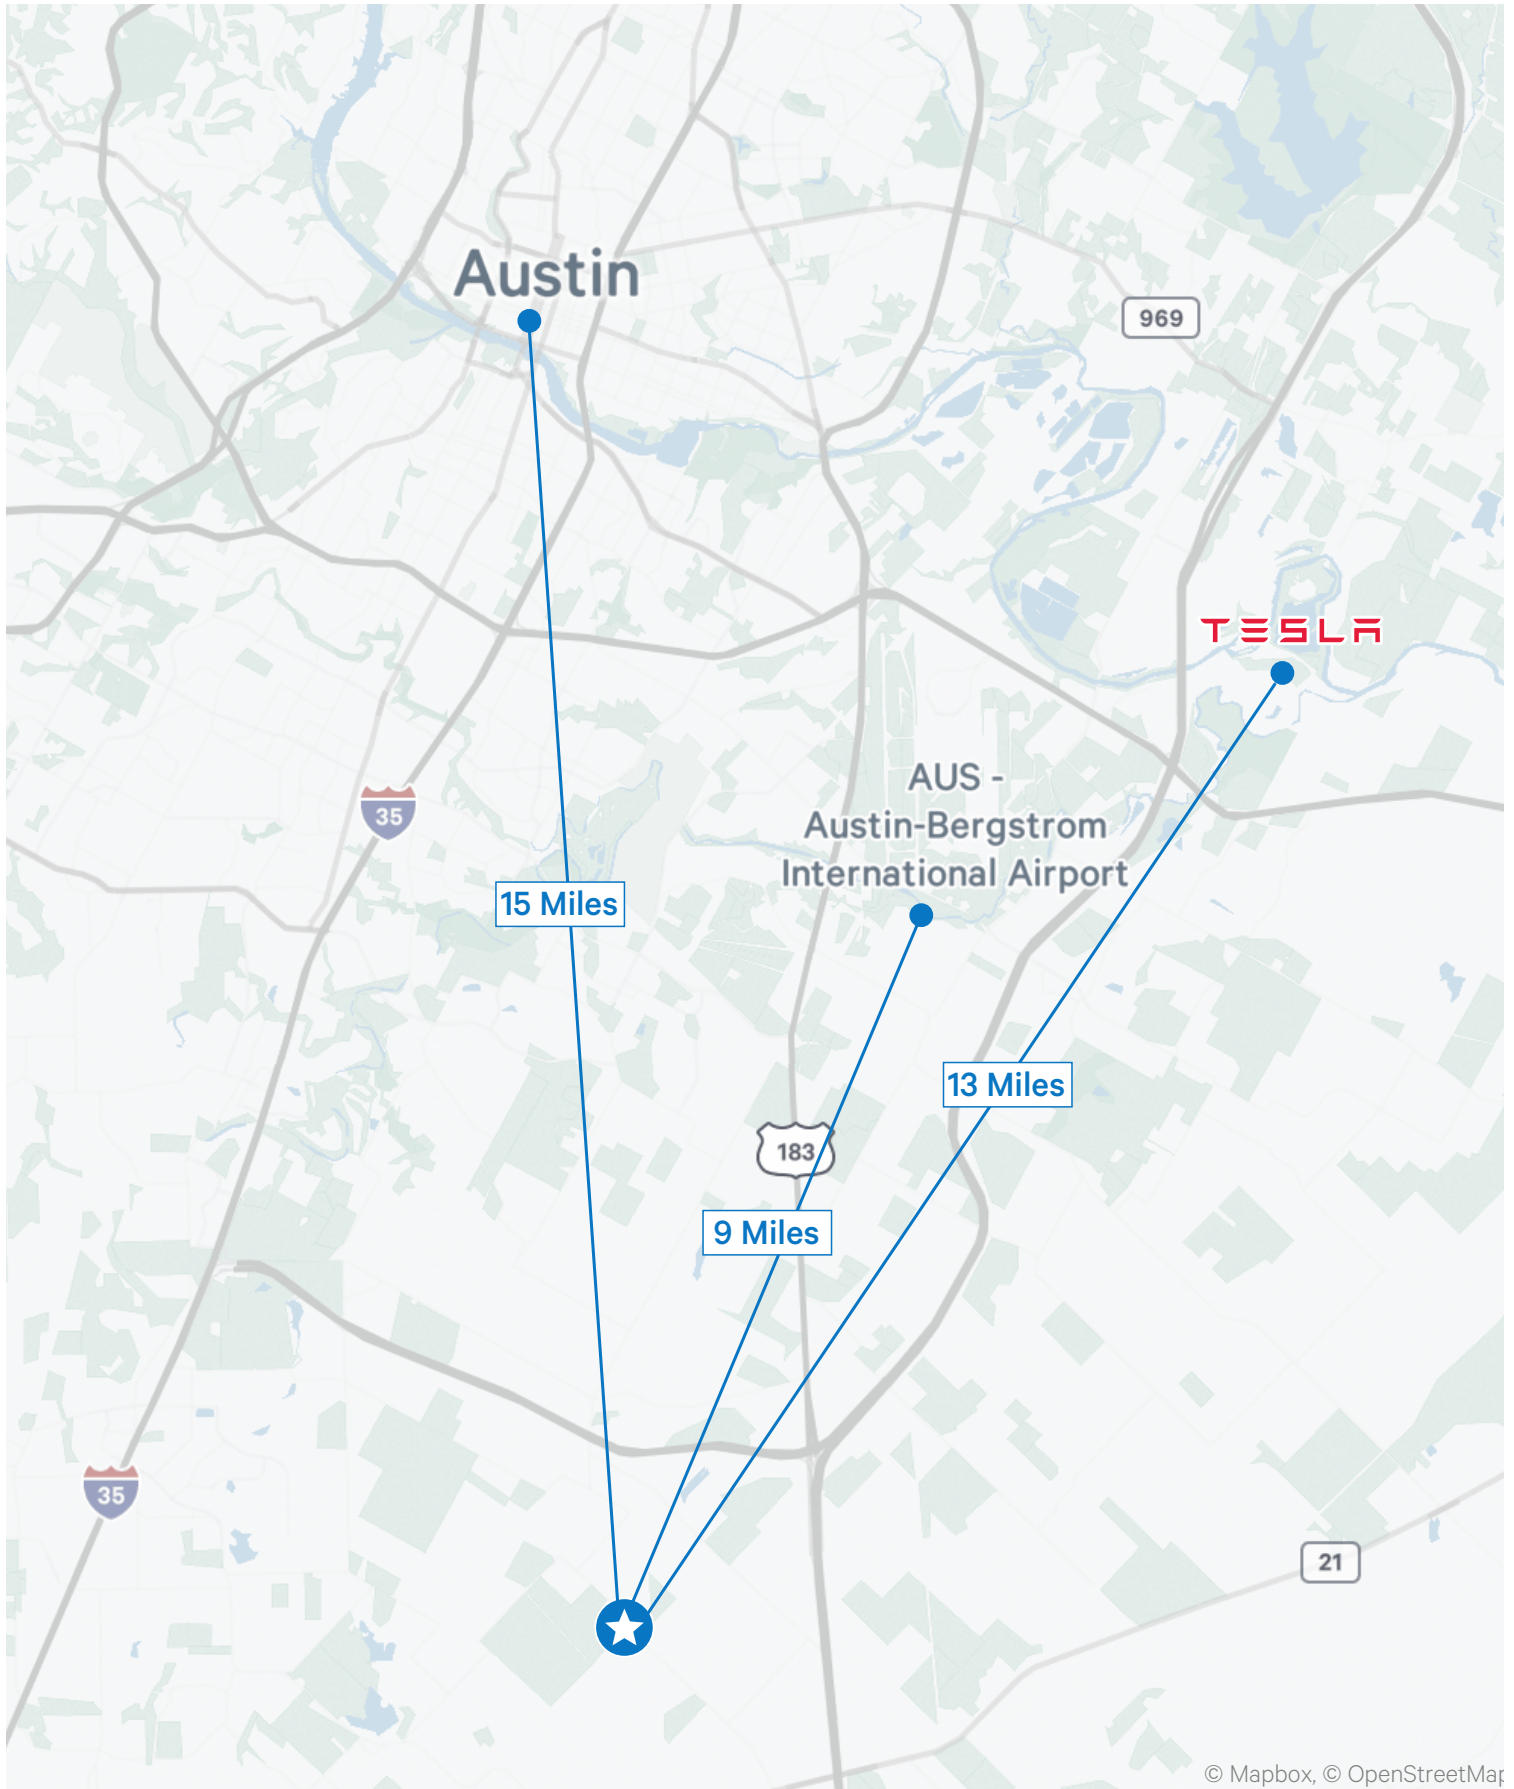 Austin
969
TESLA
AUS -
Austin-Bergstrom
International Airport
35
15 Miles
13 Miles
183
9 Miles
35
21
© Mapbox, © OpenStreetMap